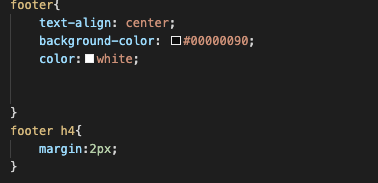 footer{
    text-align: center;
    background-color: #00000090;
    color:white;
}
footer h4{
    margin:2px;
}